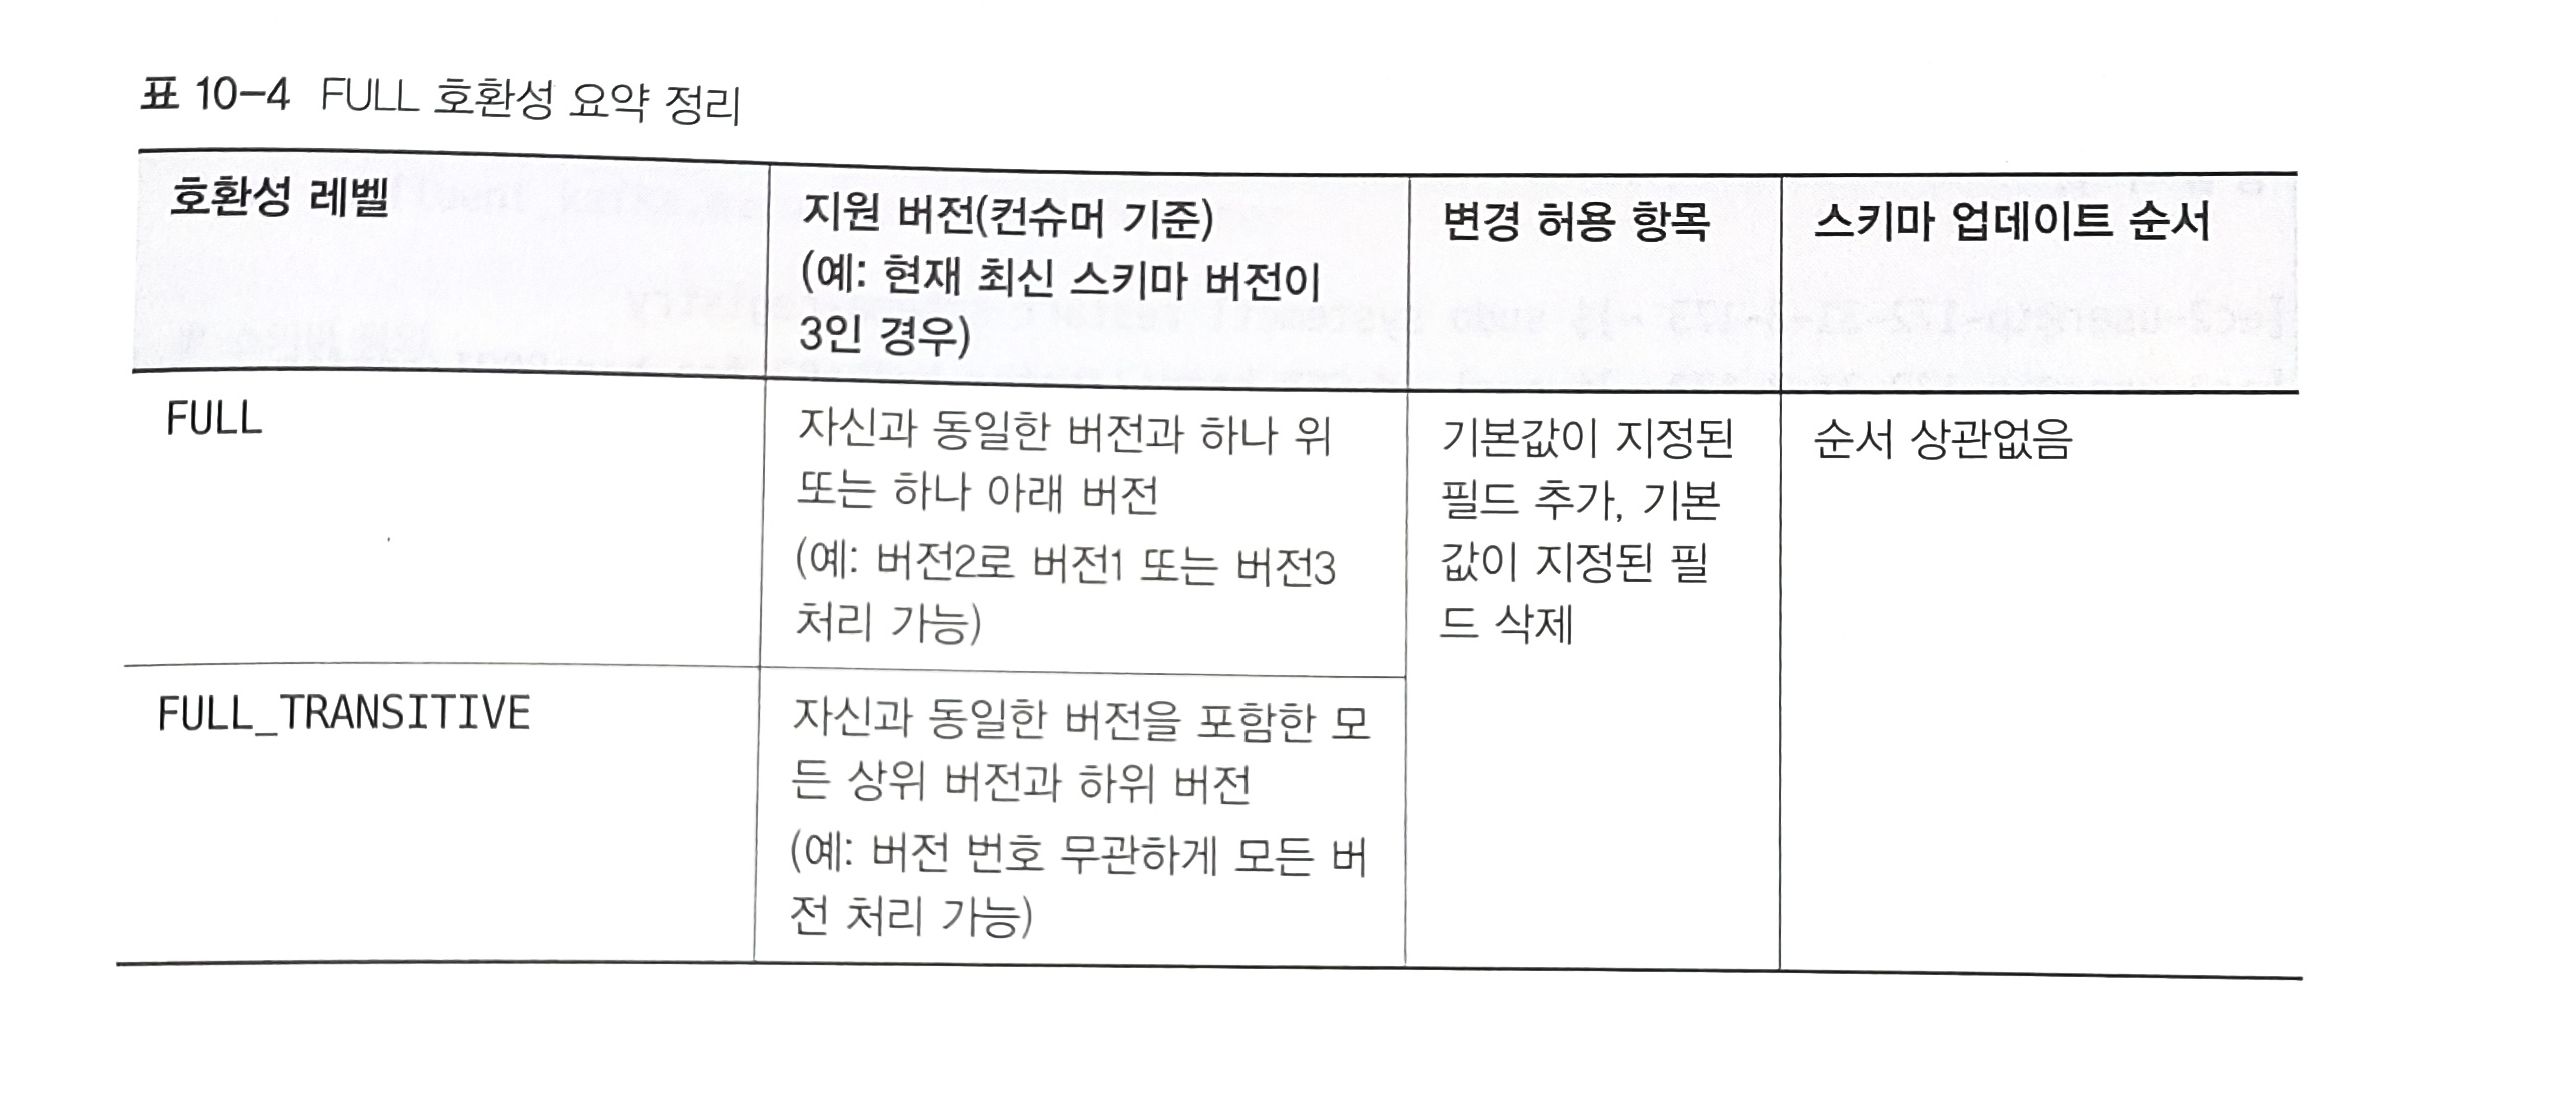 표 10-4 FULL 호환성 요약 정리
호환성 레벨
지원 버전(컨슈머 기준)
(예: 현재 최신 스키마 버전이
3인 경우)
변경 허용 항목
스키마 업데이트 순서
FULL
자신과 동일한 버전과 하나 위
또는 하나 아래 버전
(예: 버전2로 버전1 또는 버전3
처리 가능)
기본값이 지정된
필드 추가, 기본
값이 지정된 필
드 삭제
순서 상관없음
FULL_TRANSITIVE
자신과 동일한 버전을 포함한 모
든 상위 버전과 하위 버전
(예: 버전 번호 무관하게 모든 버
전 처리 가능)